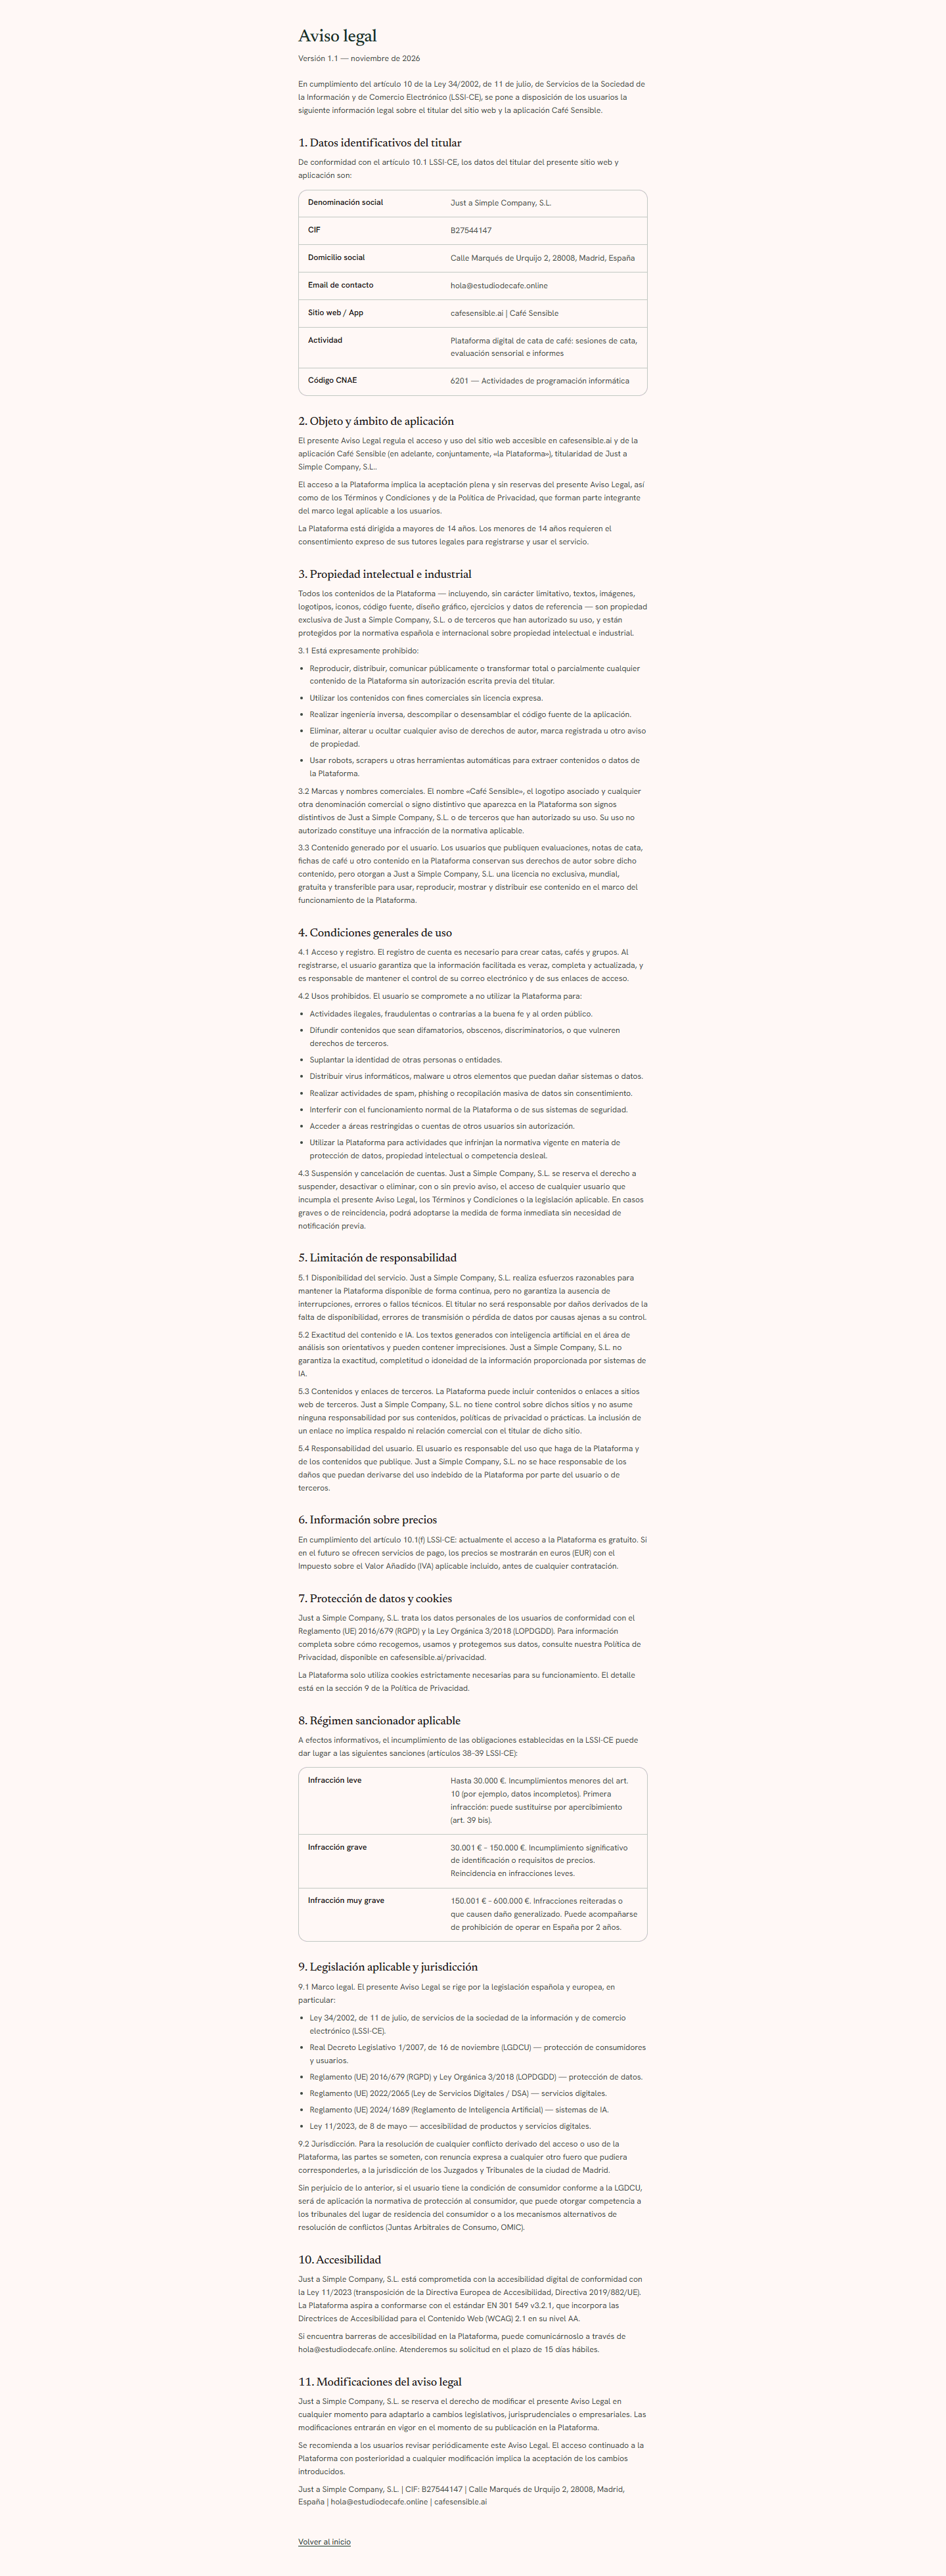 Aviso legal
Versión 1.1 — noviembre de 2026
En cumplimiento del artículo 10 de la Ley 34/2002, de 11 de julio, de Servicios de la Sociedad de
la Información y de Comercio Electrónico (LSSI-CE), se pone a disposición de los usuarios la
siguiente información legal sobre el titular del sitio web y la aplicación Café Sensible.
1. Datos identificativos del titular
De conformidad con el artículo 10.1 LSSI-CE, los datos del titular del presente sitio web y
aplicación son:
Denominación social Just a Simple Company, S.L.
CIF B27544147
Domicilio social Calle Marqués de Urquijo 2, 28008, Madrid, España
Email de contacto hola@estudiodecafe.online
Sitio web / App cafesensible.ai | Café Sensible
Actividad Plataforma digital de cata de café: sesiones de cata,
evaluación sensorial e informes
Código CNAE 6201 — Actividades de programación informática
2. Objeto y ámbito de aplicación
El presente Aviso Legal regula el acceso y uso del sitio web accesible en cafesensible.ai y de la
aplicación Café Sensible (en adelante, conjuntamente, «la Plataforma»), titularidad de Just a
Simple Company, S.L..
El acceso a la Plataforma implica la aceptación plena y sin reservas del presente Aviso Legal, así
como de los Términos y Condiciones y de la Política de Privacidad, que forman parte integrante
del marco legal aplicable a los usuarios.
La Plataforma está dirigida a mayores de 14 años. Los menores de 14 años requieren el
consentimiento expreso de sus tutores legales para registrarse y usar el servicio.
3. Propiedad intelectual e industrial
Todos los contenidos de la Plataforma — incluyendo, sin carácter limitativo, textos, imágenes,
logotipos, iconos, código fuente, diseño gráfico, ejercicios y datos de referencia — son propiedad
exclusiva de Just a Simple Company, S.L. o de terceros que han autorizado su uso, y están
protegidos por la normativa española e internacional sobre propiedad intelectual e industrial.
3.1 Está expresamente prohibido:
• Reproducir, distribuir, comunicar públicamente o transformar total o parcialmente cualquier
contenido de la Plataforma sin autorización escrita previa del titular.
• Utilizar los contenidos con fines comerciales sin licencia expresa.
• Realizar ingeniería inversa, descompilar o desensamblar el código fuente de la aplicación.
• Eliminar, alterar u ocultar cualquier aviso de derechos de autor, marca registrada u otro aviso
de propiedad.
• Usar robots, scrapers u otras herramientas automáticas para extraer contenidos o datos de
la Plataforma.
3.2 Marcas y nombres comerciales. El nombre «Café Sensible», el logotipo asociado y cualquier
otra denominación comercial o signo distintivo que aparezca en la Plataforma son signos
distintivos de Just a Simple Company, S.L. o de terceros que han autorizado su uso. Su uso no
autorizado constituye una infracción de la normativa aplicable.
3.3 Contenido generado por el usuario. Los usuarios que publiquen evaluaciones, notas de cata,
fichas de café u otro contenido en la Plataforma conservan sus derechos de autor sobre dicho
contenido, pero otorgan a Just a Simple Company, S.L. una licencia no exclusiva, mundial,
gratuita y transferible para usar, reproducir, mostrar y distribuir ese contenido en el marco del
funcionamiento de la Plataforma.
4. Condiciones generales de uso
4.1 Acceso y registro. El registro de cuenta es necesario para crear catas, cafés y grupos. Al
registrarse, el usuario garantiza que la información facilitada es veraz, completa y actualizada, y
es responsable de mantener el control de su correo electrónico y de sus enlaces de acceso.
4.2 Usos prohibidos. El usuario se compromete a no utilizar la Plataforma para:
• Actividades ilegales, fraudulentas o contrarias a la buena fe y al orden público.
• Difundir contenidos que sean difamatorios, obscenos, discriminatorios, o que vulneren
derechos de terceros.
• Suplantar la identidad de otras personas o entidades.
• Distribuir virus informáticos, malware u otros elementos que puedan dañar sistemas o datos.
• Realizar actividades de spam, phishing o recopilación masiva de datos sin consentimiento.
• Interferir con el funcionamiento normal de la Plataforma o de sus sistemas de seguridad.
• Acceder a áreas restringidas o cuentas de otros usuarios sin autorización.
• Utilizar la Plataforma para actividades que infrinjan la normativa vigente en materia de
protección de datos, propiedad intelectual o competencia desleal.
4.3 Suspensión y cancelación de cuentas. Just a Simple Company, S.L. se reserva el derecho a
suspender, desactivar o eliminar, con o sin previo aviso, el acceso de cualquier usuario que
incumpla el presente Aviso Legal, los Términos y Condiciones o la legislación aplicable. En casos
graves o de reincidencia, podrá adoptarse la medida de forma inmediata sin necesidad de
notificación previa.
5. Limitación de responsabilidad
5.1 Disponibilidad del servicio. Just a Simple Company, S.L. realiza esfuerzos razonables para
mantener la Plataforma disponible de forma continua, pero no garantiza la ausencia de
interrupciones, errores o fallos técnicos. El titular no será responsable por daños derivados de la
falta de disponibilidad, errores de transmisión o pérdida de datos por causas ajenas a su control.
5.2 Exactitud del contenido e IA. Los textos generados con inteligencia artificial en el área de
análisis son orientativos y pueden contener imprecisiones. Just a Simple Company, S.L. no
garantiza la exactitud, completitud o idoneidad de la información proporcionada por sistemas de
IA.
5.3 Contenidos y enlaces de terceros. La Plataforma puede incluir contenidos o enlaces a sitios
web de terceros. Just a Simple Company, S.L. no tiene control sobre dichos sitios y no asume
ninguna responsabilidad por sus contenidos, políticas de privacidad o prácticas. La inclusión de
un enlace no implica respaldo ni relación comercial con el titular de dicho sitio.
5.4 Responsabilidad del usuario. El usuario es responsable del uso que haga de la Plataforma y
de los contenidos que publique. Just a Simple Company, S.L. no se hace responsable de los
daños que puedan derivarse del uso indebido de la Plataforma por parte del usuario o de
terceros.
6. Información sobre precios
En cumplimiento del artículo 10.1(f) LSSI-CE: actualmente el acceso a la Plataforma es gratuito. Si
en el futuro se ofrecen servicios de pago, los precios se mostrarán en euros (EUR) con el
Impuesto sobre el Valor Añadido (IVA) aplicable incluido, antes de cualquier contratación.
7. Protección de datos y cookies
Just a Simple Company, S.L. trata los datos personales de los usuarios de conformidad con el
Reglamento (UE) 2016/679 (RGPD) y la Ley Orgánica 3/2018 (LOPDGDD). Para información
completa sobre cómo recogemos, usamos y protegemos sus datos, consulte nuestra Política de
Privacidad, disponible en cafesensible.ai/privacidad.
La Plataforma solo utiliza cookies estrictamente necesarias para su funcionamiento. El detalle
está en la sección 9 de la Política de Privacidad.
8. Régimen sancionador aplicable
A efectos informativos, el incumplimiento de las obligaciones establecidas en la LSSI-CE puede
dar lugar a las siguientes sanciones (artículos 38–39 LSSI-CE):
Infracción leve Hasta 30.000 €. Incumplimientos menores del art.
10 (por ejemplo, datos incompletos). Primera
infracción: puede sustituirse por apercibimiento
(art. 39 bis).
Infracción grave 30.001 € – 150.000 €. Incumplimiento significativo
de identificación o requisitos de precios.
Reincidencia en infracciones leves.
Infracción muy grave 150.001 € – 600.000 €. Infracciones reiteradas o
que causen daño generalizado. Puede acompañarse
de prohibición de operar en España por 2 años.
9. Legislación aplicable y jurisdicción
9.1 Marco legal. El presente Aviso Legal se rige por la legislación española y europea, en
particular:
• Ley 34/2002, de 11 de julio, de servicios de la sociedad de la información y de comercio
electrónico (LSSI-CE).
• Real Decreto Legislativo 1/2007, de 16 de noviembre (LGDCU) — protección de consumidores
y usuarios.
• Reglamento (UE) 2016/679 (RGPD) y Ley Orgánica 3/2018 (LOPDGDD) — protección de datos.
• Reglamento (UE) 2022/2065 (Ley de Servicios Digitales / DSA) — servicios digitales.
• Reglamento (UE) 2024/1689 (Reglamento de Inteligencia Artificial) — sistemas de IA.
• Ley 11/2023, de 8 de mayo — accesibilidad de productos y servicios digitales.
9.2 Jurisdicción. Para la resolución de cualquier conflicto derivado del acceso o uso de la
Plataforma, las partes se someten, con renuncia expresa a cualquier otro fuero que pudiera
corresponderles, a la jurisdicción de los Juzgados y Tribunales de la ciudad de Madrid.
Sin perjuicio de lo anterior, si el usuario tiene la condición de consumidor conforme a la LGDCU,
será de aplicación la normativa de protección al consumidor, que puede otorgar competencia a
los tribunales del lugar de residencia del consumidor o a los mecanismos alternativos de
resolución de conflictos (Juntas Arbitrales de Consumo, OMIC).
10. Accesibilidad
Just a Simple Company, S.L. está comprometida con la accesibilidad digital de conformidad con
la Ley 11/2023 (transposición de la Directiva Europea de Accesibilidad, Directiva 2019/882/UE).
La Plataforma aspira a conformarse con el estándar EN 301 549 v3.2.1, que incorpora las
Directrices de Accesibilidad para el Contenido Web (WCAG) 2.1 en su nivel AA.
Si encuentra barreras de accesibilidad en la Plataforma, puede comunicárnoslo a través de
hola@estudiodecafe.online. Atenderemos su solicitud en el plazo de 15 días hábiles.
11. Modificaciones del aviso legal
Just a Simple Company, S.L. se reserva el derecho de modificar el presente Aviso Legal en
cualquier momento para adaptarlo a cambios legislativos, jurisprudenciales o empresariales. Las
modificaciones entrarán en vigor en el momento de su publicación en la Plataforma.
Se recomienda a los usuarios revisar periódicamente este Aviso Legal. El acceso continuado a la
Plataforma con posterioridad a cualquier modificación implica la aceptación de los cambios
introducidos.
Just a Simple Company, S.L. | CIF: B27544147 | Calle Marqués de Urquijo 2, 28008, Madrid,
España | hola@estudiodecafe.online | cafesensible.ai
Volver al inicio